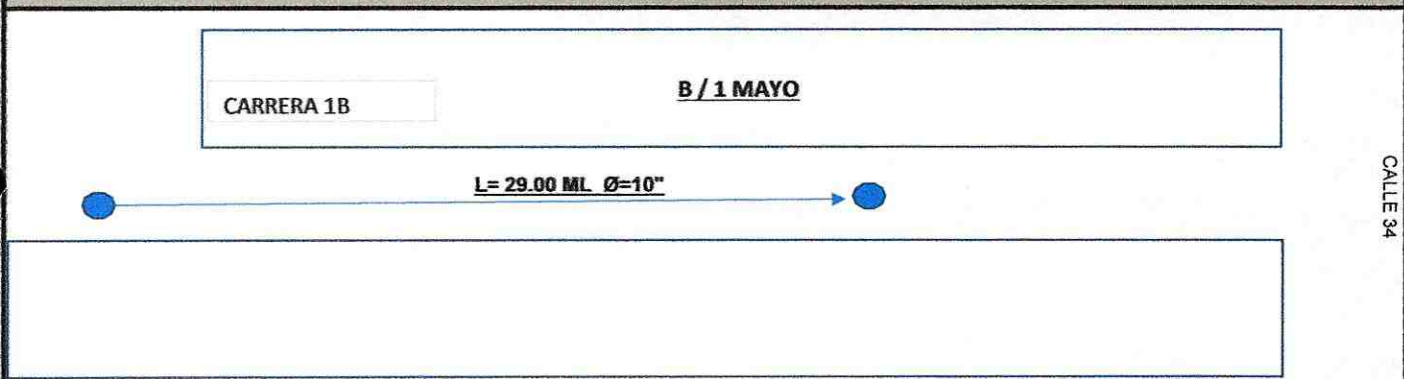 B / 1 MAYO
CARRERA 1B
L= 29.00 ML Ø=10"
CALLE 34